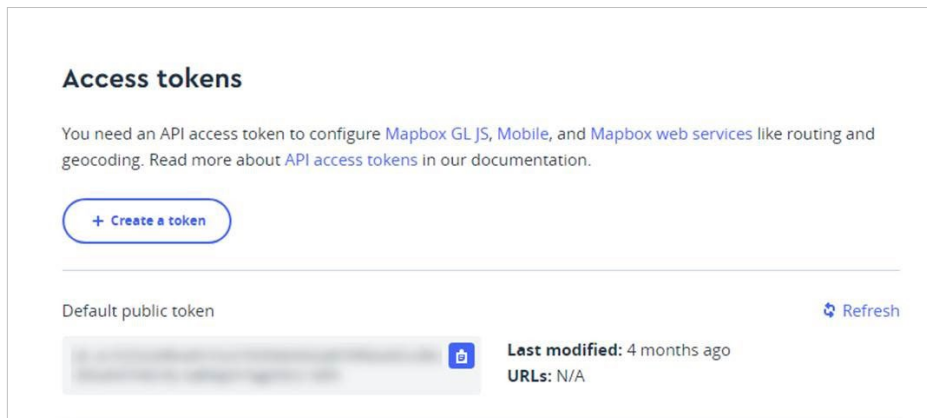 Access tokens
You need an API access token to configure Mapbox GL JS, Mobile, and Mapbox web services like routing and
geocoding. Read more about API access tokens in our documentation.
+ Create a token
Default public token
Refresh
Last modified: 4 months ago
URLs: N/A